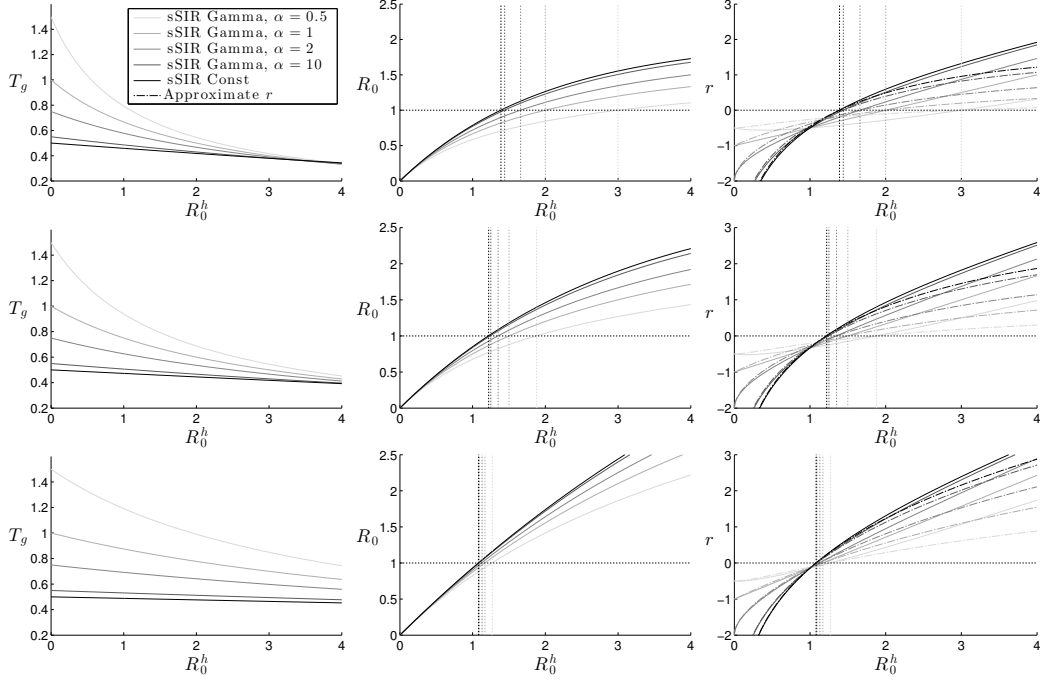 sSIR Gamma, α = 0.5
sSIR Gamma, α = 1
sSIR Gamma, α = 2
sSIR Gamma, α = 10
sSIR Const
Approximate r
T_g
1.4
1.2
1
0.8
0.6
0.4
0.2
0 1 2 3 4
R_0^h
R_0
2.5
2
1.5
1
0.5
0
0 1 2 3 4
R_0^h
r
3
2
1
0
−1
−2
0 1 2 3 4
R_0^h
T_g
1.4
1.2
1
0.8
0.6
0.4
0.2
0 1 2 3 4
R_0^h
R_0
2.5
2
1.5
1
0.5
0
0 1 2 3 4
R_0^h
r
3
2
1
0
−1
−2
0 1 2 3 4
R_0^h
T_g
1.4
1.2
1
0.8
0.6
0.4
0.2
0 1 2 3 4
R_0^h
R_0
2.5
2
1.5
1
0.5
0
0 1 2 3 4
R_0^h
r
3
2
1
0
−1
−2
0 1 2 3 4
R_0^h